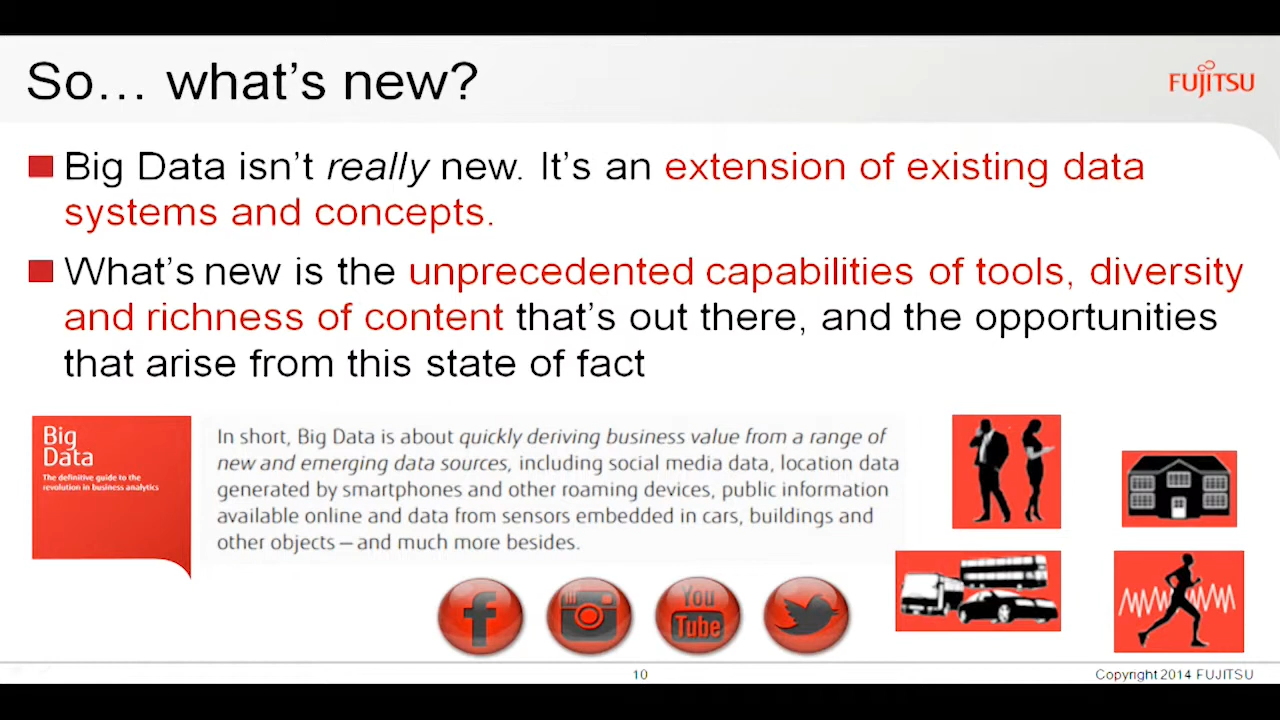 So… what's new?
FUJITSU
Big Data isn't really new. It's an extension of existing data
systems and concepts.
What's new is the unprecedented capabilities of tools, diversity
and richness of content that's out there, and the opportunities
that arise from this state of fact
Big
Data
The definitive guide to the
revolution in business analytics
In short, Big Data is about quickly deriving business value from a range of
new and emerging data sources, including social media data, location data
generated by smartphones and other roaming devices, public information
available online and data from sensors embedded in cars, buildings and
other objects – and much more besides.
f
You
Tube
10
Copyright 2014 FUJITSU